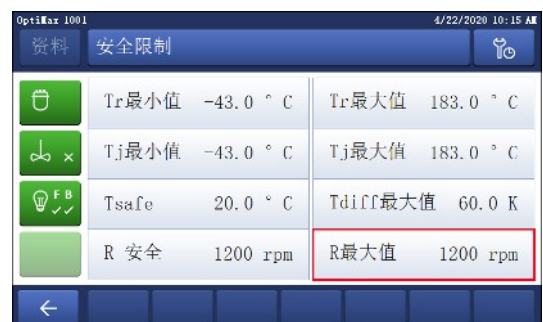 OptiMax 1001 4/22/2020 10:15 AM
资料 安全限制
Tr最小值 -43.0 ° C Tr最大值 183.0 ° C
Tj最小值 -43.0 ° C Tj最大值 183.0 ° C
F B
Tsafe 20.0 ° C Tdiff最大值 60.0 K
R 安全 1200 rpm R最大值 1200 rpm